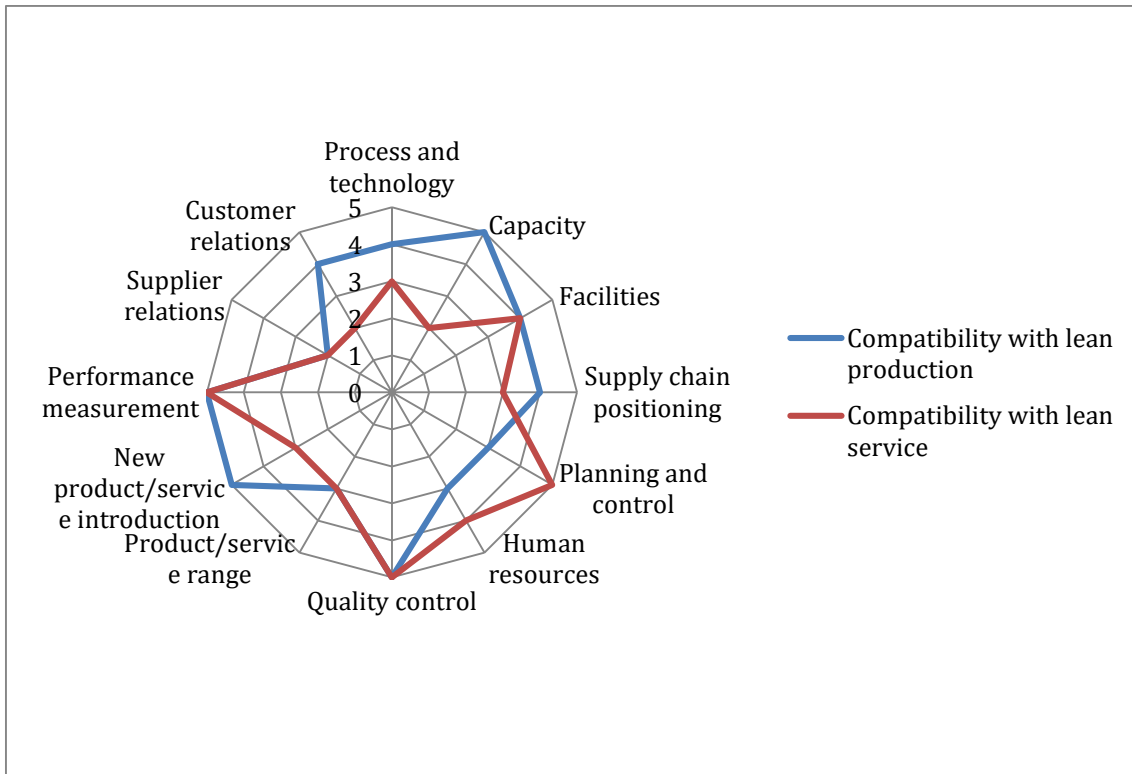 Process and
technology
Capacity
Facilities
Supply chain
positioning
Planning and
control
Human
resources
Quality control
Product/servic
e range
New
product/servic
e introduction
Performance
measurement
Supplier
relations
Customer
relations
5
4
3
2
1
0
Compatibility with lean
production
Compatibility with lean
service